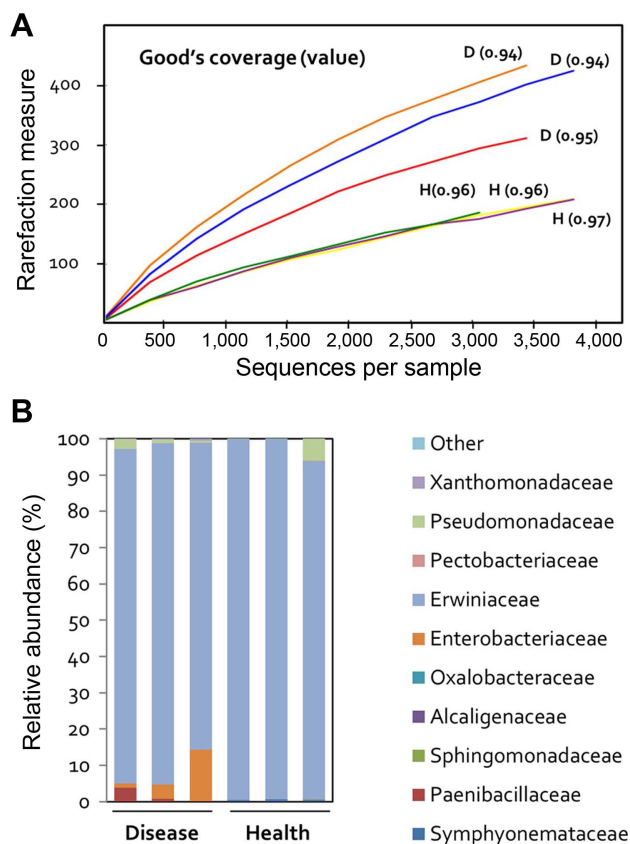 A
Good's coverage (value)
D (0.94)
D (0.94)
D (0.95)
H(0.96)
H (0.96)
H (0.97)
Rarefaction measure
400
300
200
100
0
500
1,000
1,500
2,000
2,500
3,000
3,500
4,000
Sequences per sample
B
Relative abundance (%)
100
90
80
70
60
50
40
30
20
10
0
Disease
Health
Other
Xanthomonadaceae
Pseudomonadaceae
Pectobacteriaceae
Erwiniaceae
Enterobacteriaceae
Oxalobacteraceae
Alcaligenaceae
Sphingomonadaceae
Paenibacillaceae
Symphyonemataceae